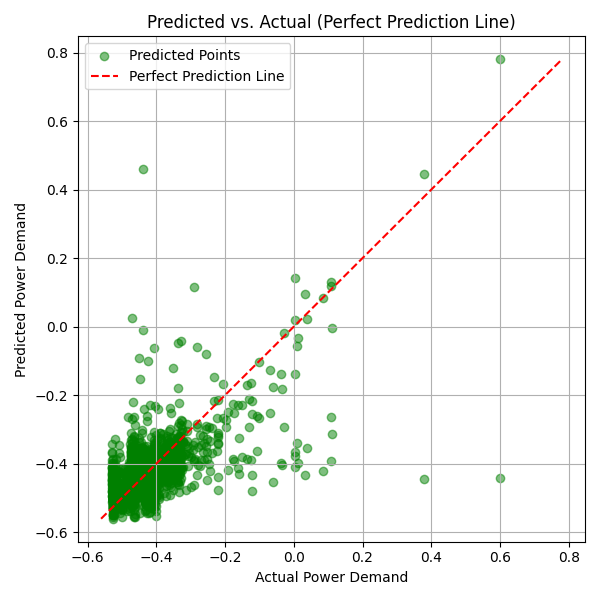 Predicted vs. Actual (Perfect Prediction Line)
Predicted Points
Perfect Prediction Line
Predicted Power Demand
0.8
0.6
0.4
0.2
0.0
−0.2
−0.4
−0.6
−0.6 −0.4 −0.2 0.0 0.2 0.4 0.6 0.8
Actual Power Demand